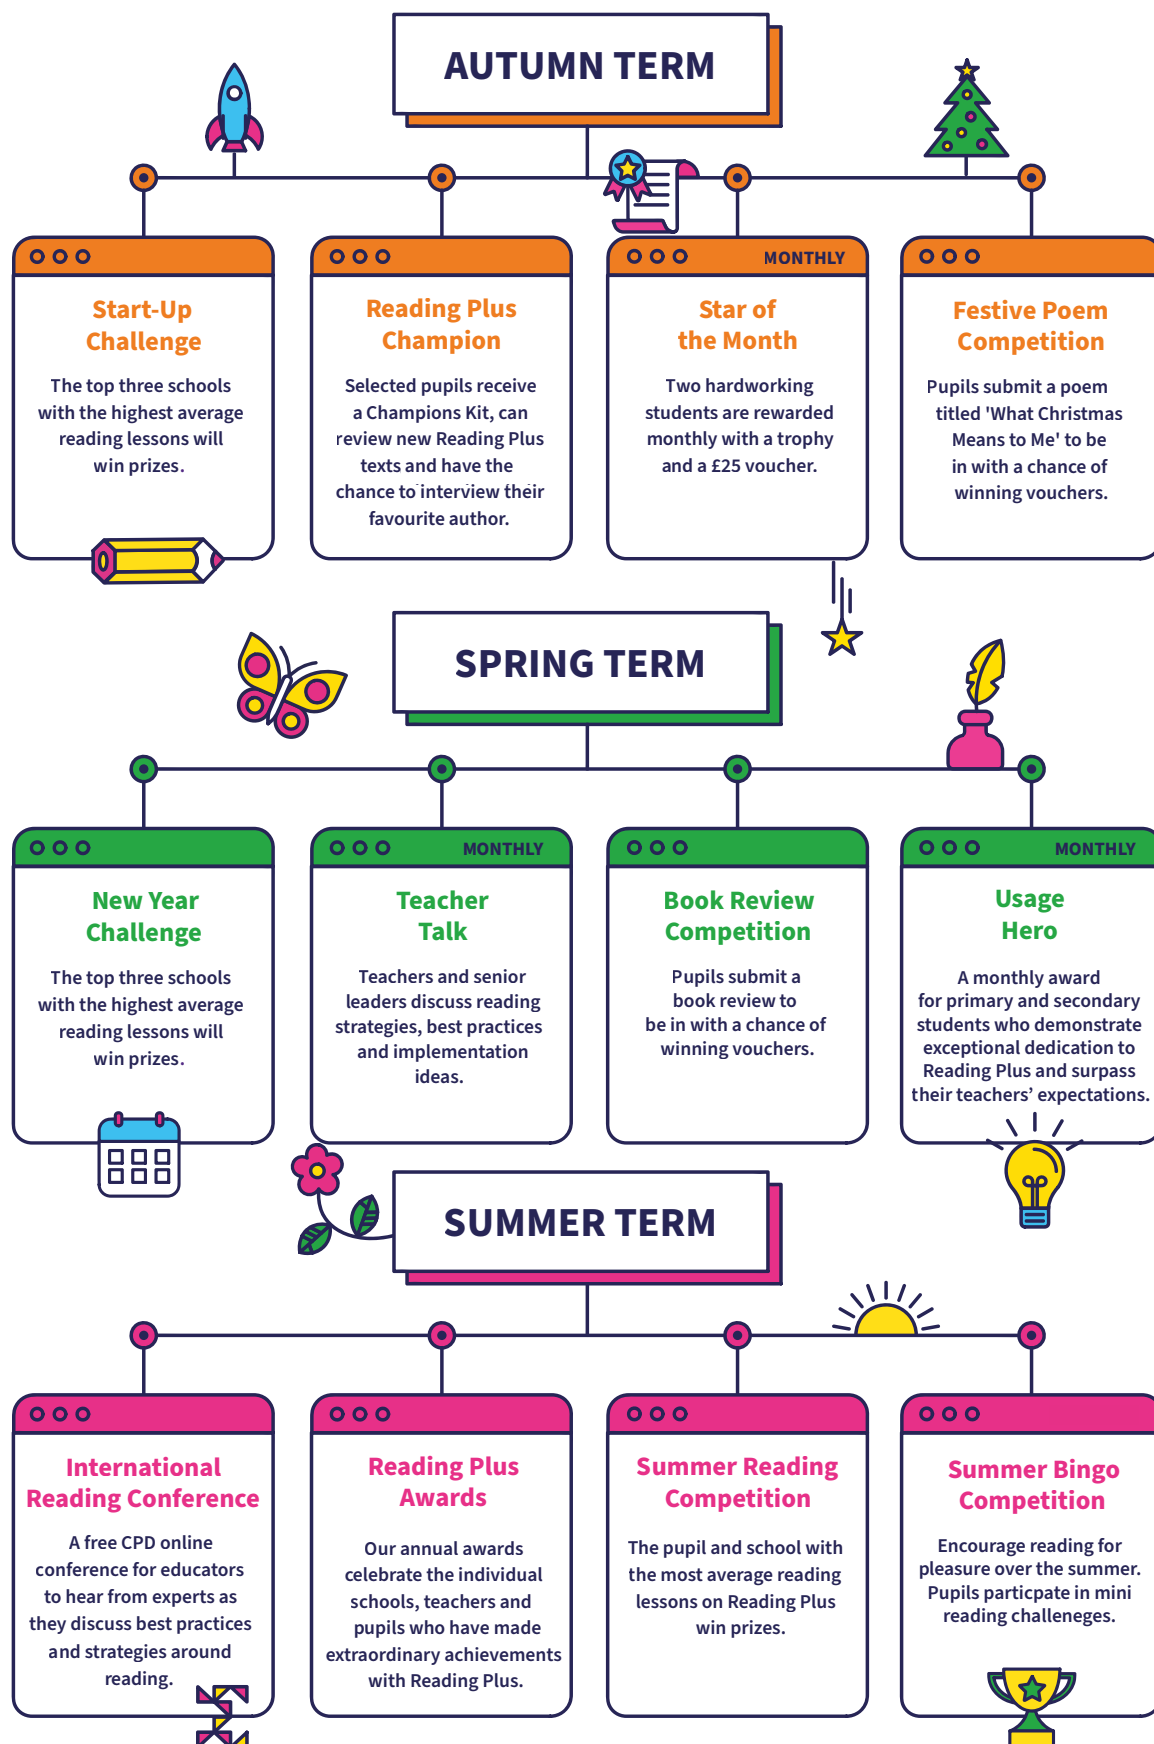 AUTUMN TERM
MONTHLY
Start-Up
Challenge
The top three schools
with the highest average
reading lessons will
win prizes.
Reading Plus
Champion
Selected pupils receive
a Champions Kit, can
review new Reading Plus
texts and have the
chance to interview their
favourite author.
Star of
the Month
Two hardworking
students are rewarded
monthly with a trophy
and a £25 voucher.
Festive Poem
Competition
Pupils submit a poem
titled 'What Christmas
Means to Me' to be
in with a chance of
winning vouchers.
SPRING TERM
New Year
Challenge
The top three schools
with the highest average
reading lessons will
win prizes.
MONTHLY
Teacher
Talk
Teachers and senior
leaders discuss reading
strategies, best practices
and implementation
ideas.
Book Review
Competition
Pupils submit a
book review to
be in with a chance of
winning vouchers.
MONTHLY
Usage
Hero
A monthly award
for primary and secondary
students who demonstrate
exceptional dedication to
Reading Plus and surpass
their teachers’ expectations.
SUMMER TERM
International
Reading Conference
A free CPD online
conference for educators
to hear from experts as
they discuss best practices
and strategies around
reading.
Reading Plus
Awards
Our annual awards
celebrate the individual
schools, teachers and
pupils who have made
extraordinary achievements
with Reading Plus.
Summer Reading
Competition
The pupil and school with
the most average reading
lessons on Reading Plus
win prizes.
Summer Bingo
Competition
Encourage reading for
pleasure over the summer.
Pupils particpate in mini
reading challeneges.